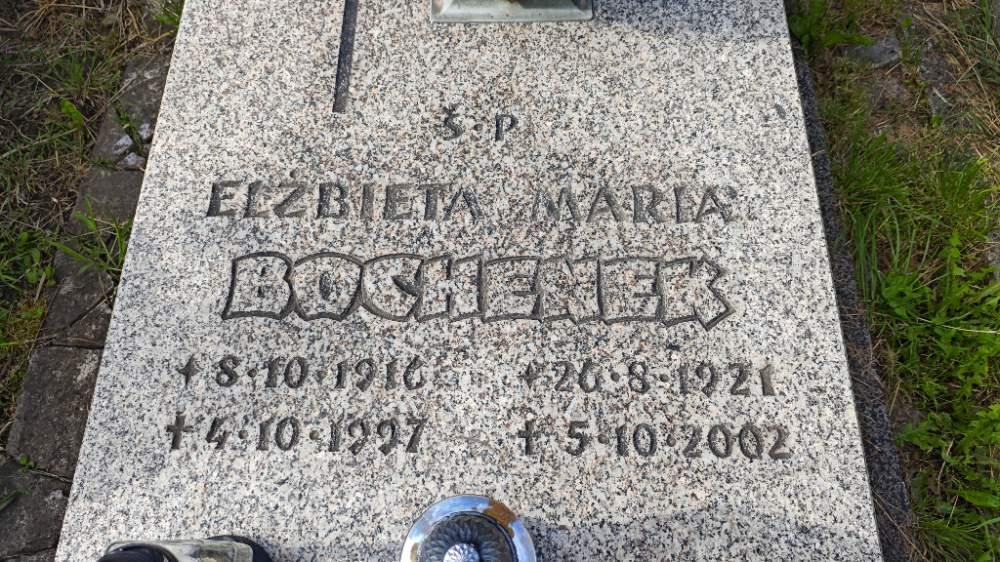 Ś·P
ELŻBIETA MARIA
BOCHENEK
8·10·1916 26·8·1921
4·10·1997 5·10·2002